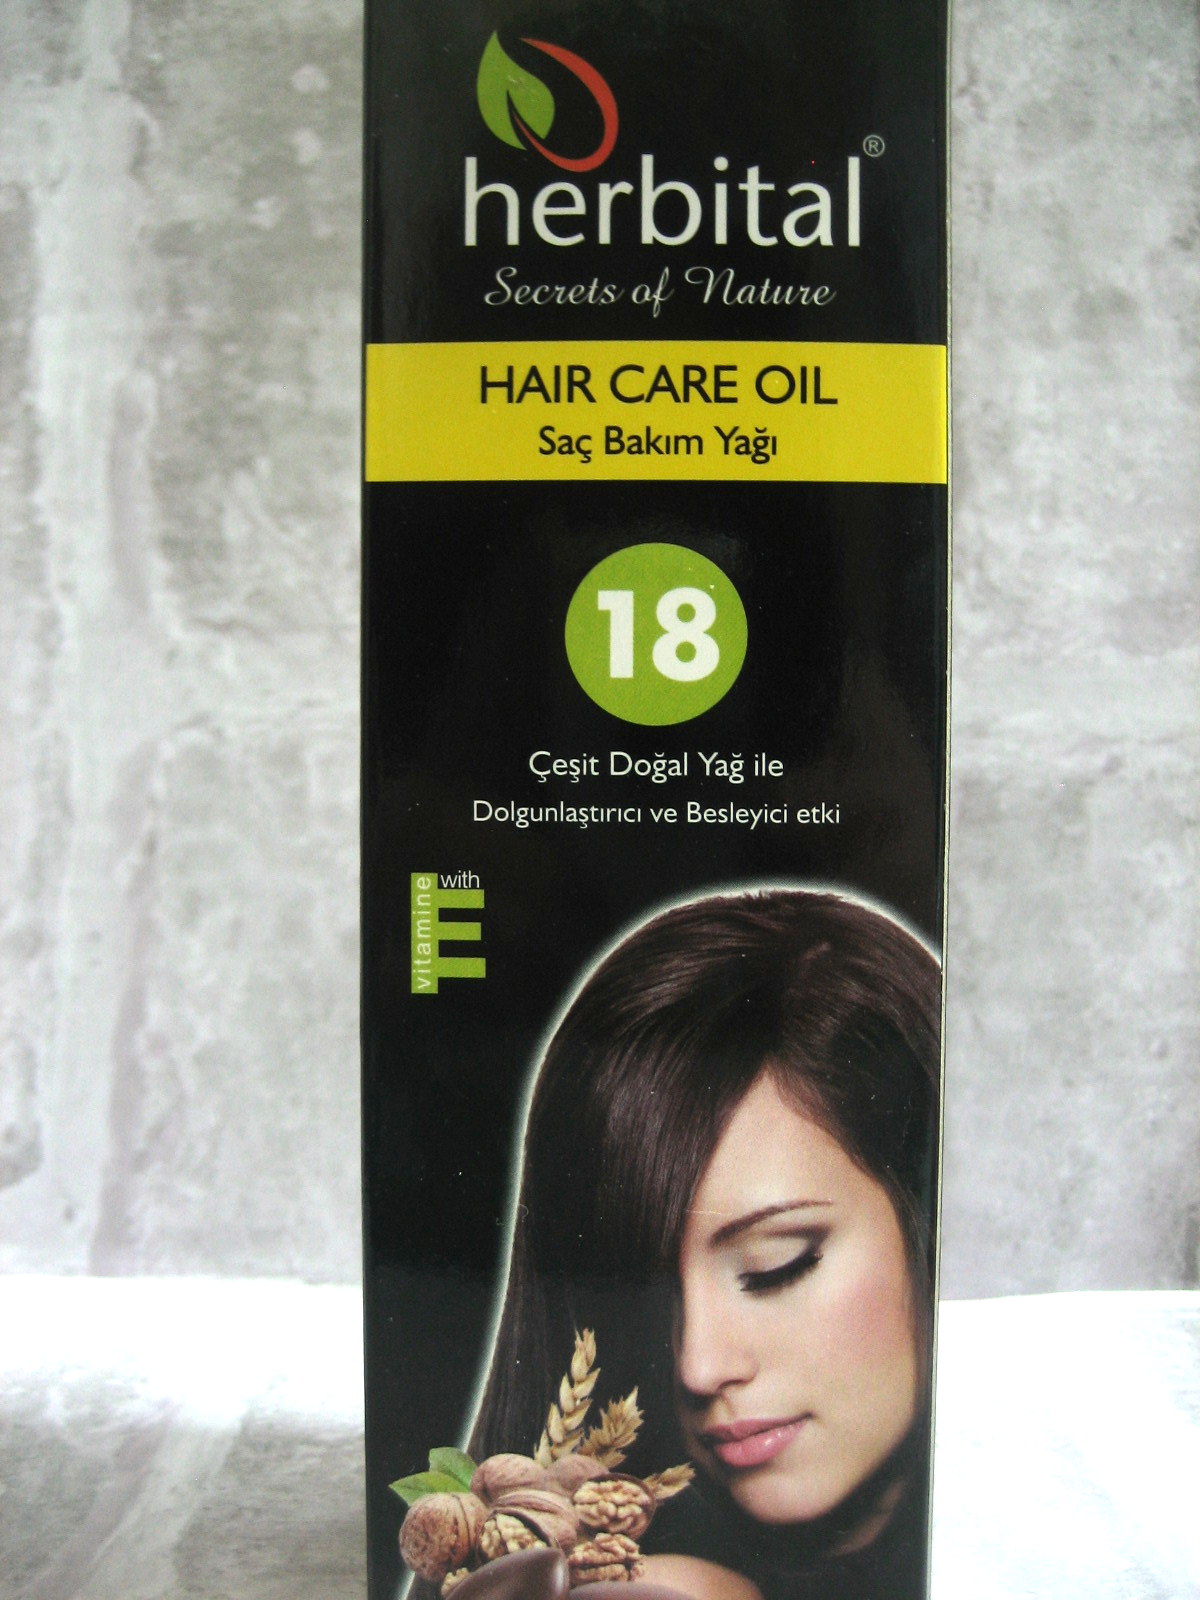 herbital®
Secrets of Nature
HAIR CARE OIL
Saç Bakım Yağı
18
Çeşit Doğal Yağ ile
Dolgunlaştırıcı ve Besleyici etki
with
vitamine E